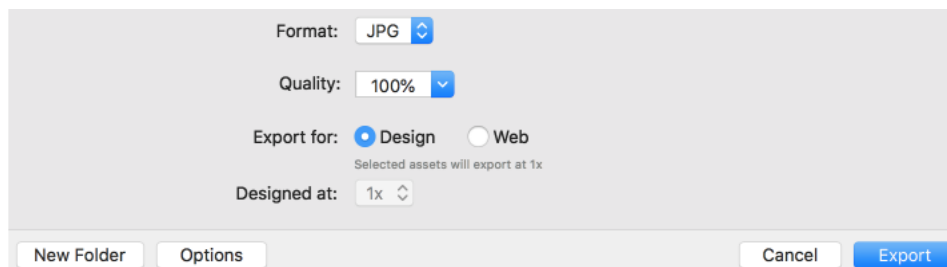 Format: JPG
Quality: 100%
Export for: Design Web
Selected assets will export at 1x
Designed at: 1x
New Folder Options Cancel Export